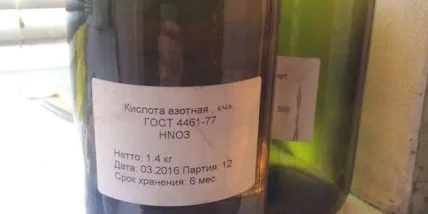 Кислота азотная , «ч»,
ГОСТ 4461-77
HNO3
Нетто: 1.4 кг
Дата: 03.2016 Партия: 12
Срок хранения: 6 мес.